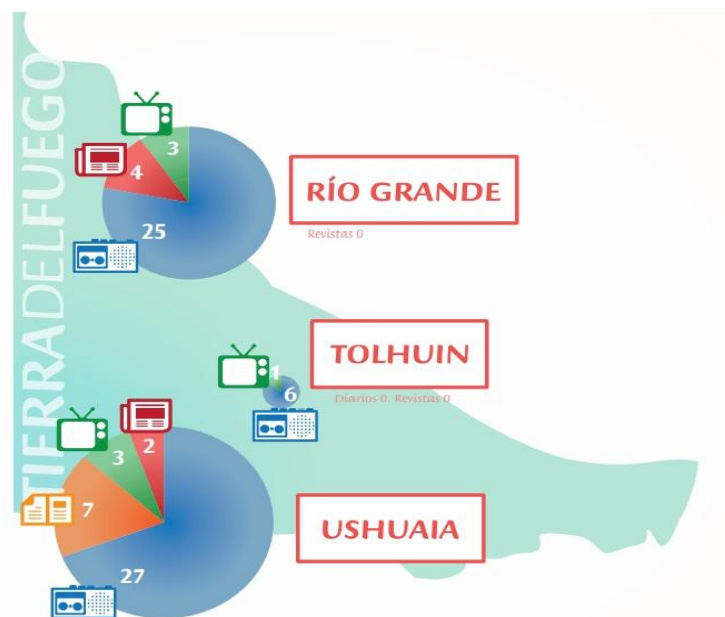 TIERRADELFUEGO
3
4
25
RÍO GRANDE
Revistas 0
1
6
TOLHUIN
Diarios 0. Revistas 0
2
3
7
27
USHUAIA